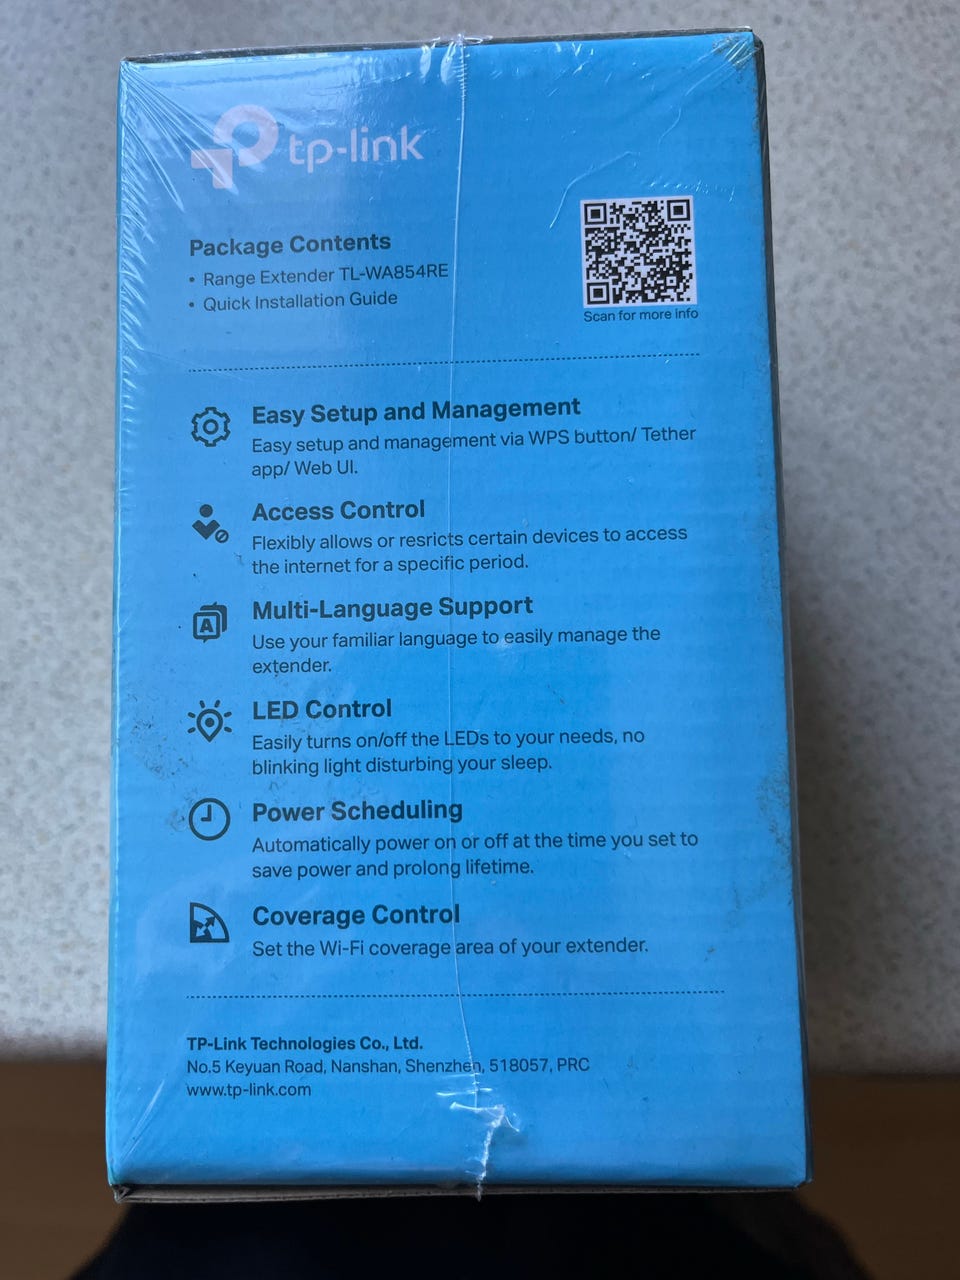 tp-link
Package Contents
• Range Extender TL-WA854RE
• Quick Installation Guide
Scan for more info
Easy Setup and Management
Easy setup and management via WPS button/ Tether
app/ Web UI.
Access Control
Flexibly allows or resricts certain devices to access
the internet for a specific period.
A
Multi-Language Support
Use your familiar language to easily manage the
extender.
LED Control
Easily turns on/off the LEDs to your needs, no
blinking light disturbing your sleep.
Power Scheduling
Automatically power on or off at the time you set to
save power and prolong lifetime.
Coverage Control
Set the Wi-Fi coverage area of your extender.
TP-Link Technologies Co., Ltd.
No.5 Keyuan Road, Nanshan, Shenzhen, 518057, PRC
www.tp-link.com